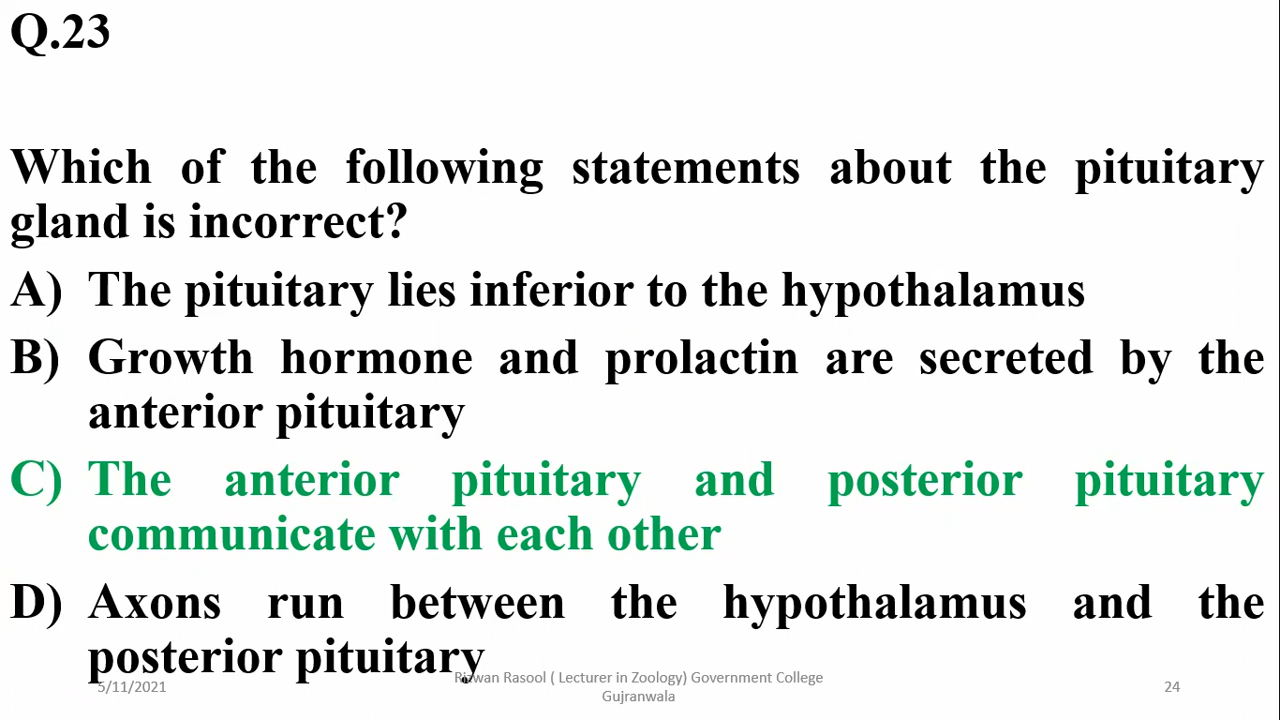 Q.23
Which of the following statements about the pituitary
gland is incorrect?
A) The pituitary lies inferior to the hypothalamus
B) Growth hormone and prolactin are secreted by the
anterior pituitary
C) The anterior pituitary and posterior pituitary
communicate with each other
D) Axons run between the hypothalamus and the
posterior pituitary
5/11/2021
Rizwan Rasool ( Lecturer in Zoology) Government College
Gujranwala
24